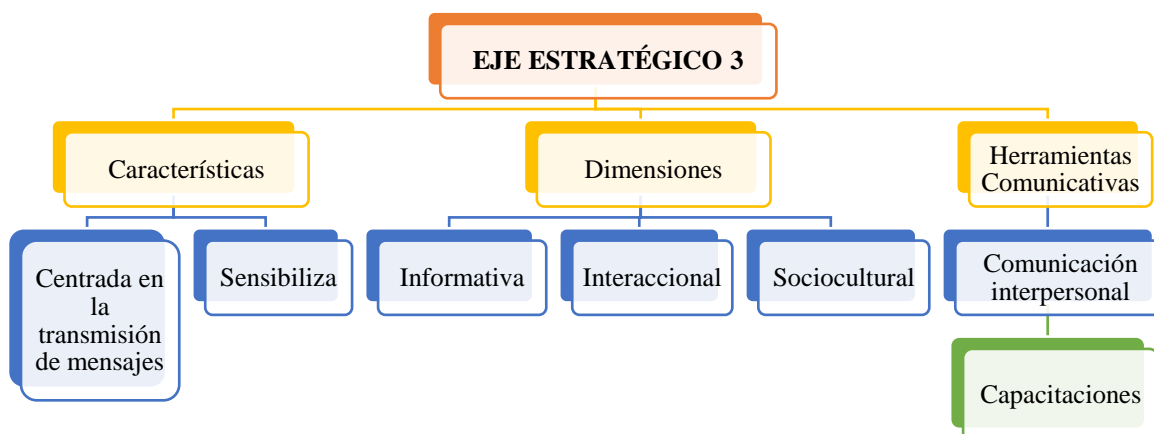 EJE ESTRATÉGICO 3
Característícas
Dimensiones
Herramientas
Comunicativas
Centrada en
la
transmisión
de mensajes
Sensibiliza
Informativa
Interaccional
Sociocultural
Comunicación
interpersonal
Capacitaciones